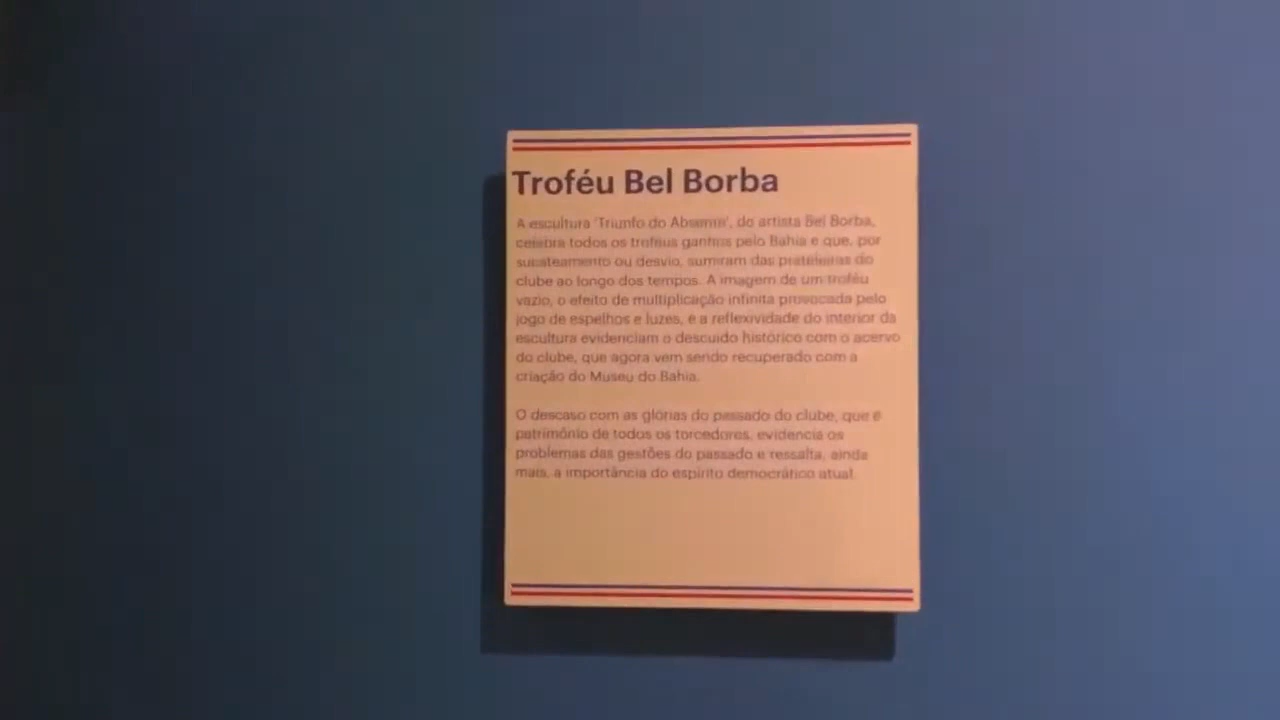 Troféu Bel Borba
A escultura 'Triunfo do Absente', do artista Bel Borba,
celebra todos os troféus ganhos pelo Bahia e que, por
sucateamento ou desvio, sumiram das prateleiras do
clube ao longo dos tempos. A imagem de um troféu
vazio, o efeito de multiplicação infinita provocada pelo
jogo de espelhos e luzes, e a reflexividade do interior da
escultura evidenciam o descuido histórico com o acervo
do clube, que agora vem sendo recuperado com a
criação do Museu do Bahia.
O descaso com as glórias do passado do clube, que é
patrimônio de todos os torcedores, evidencia os
problemas das gestões do passado e ressalta, ainda
mais, a importância do espírito democrático atual.